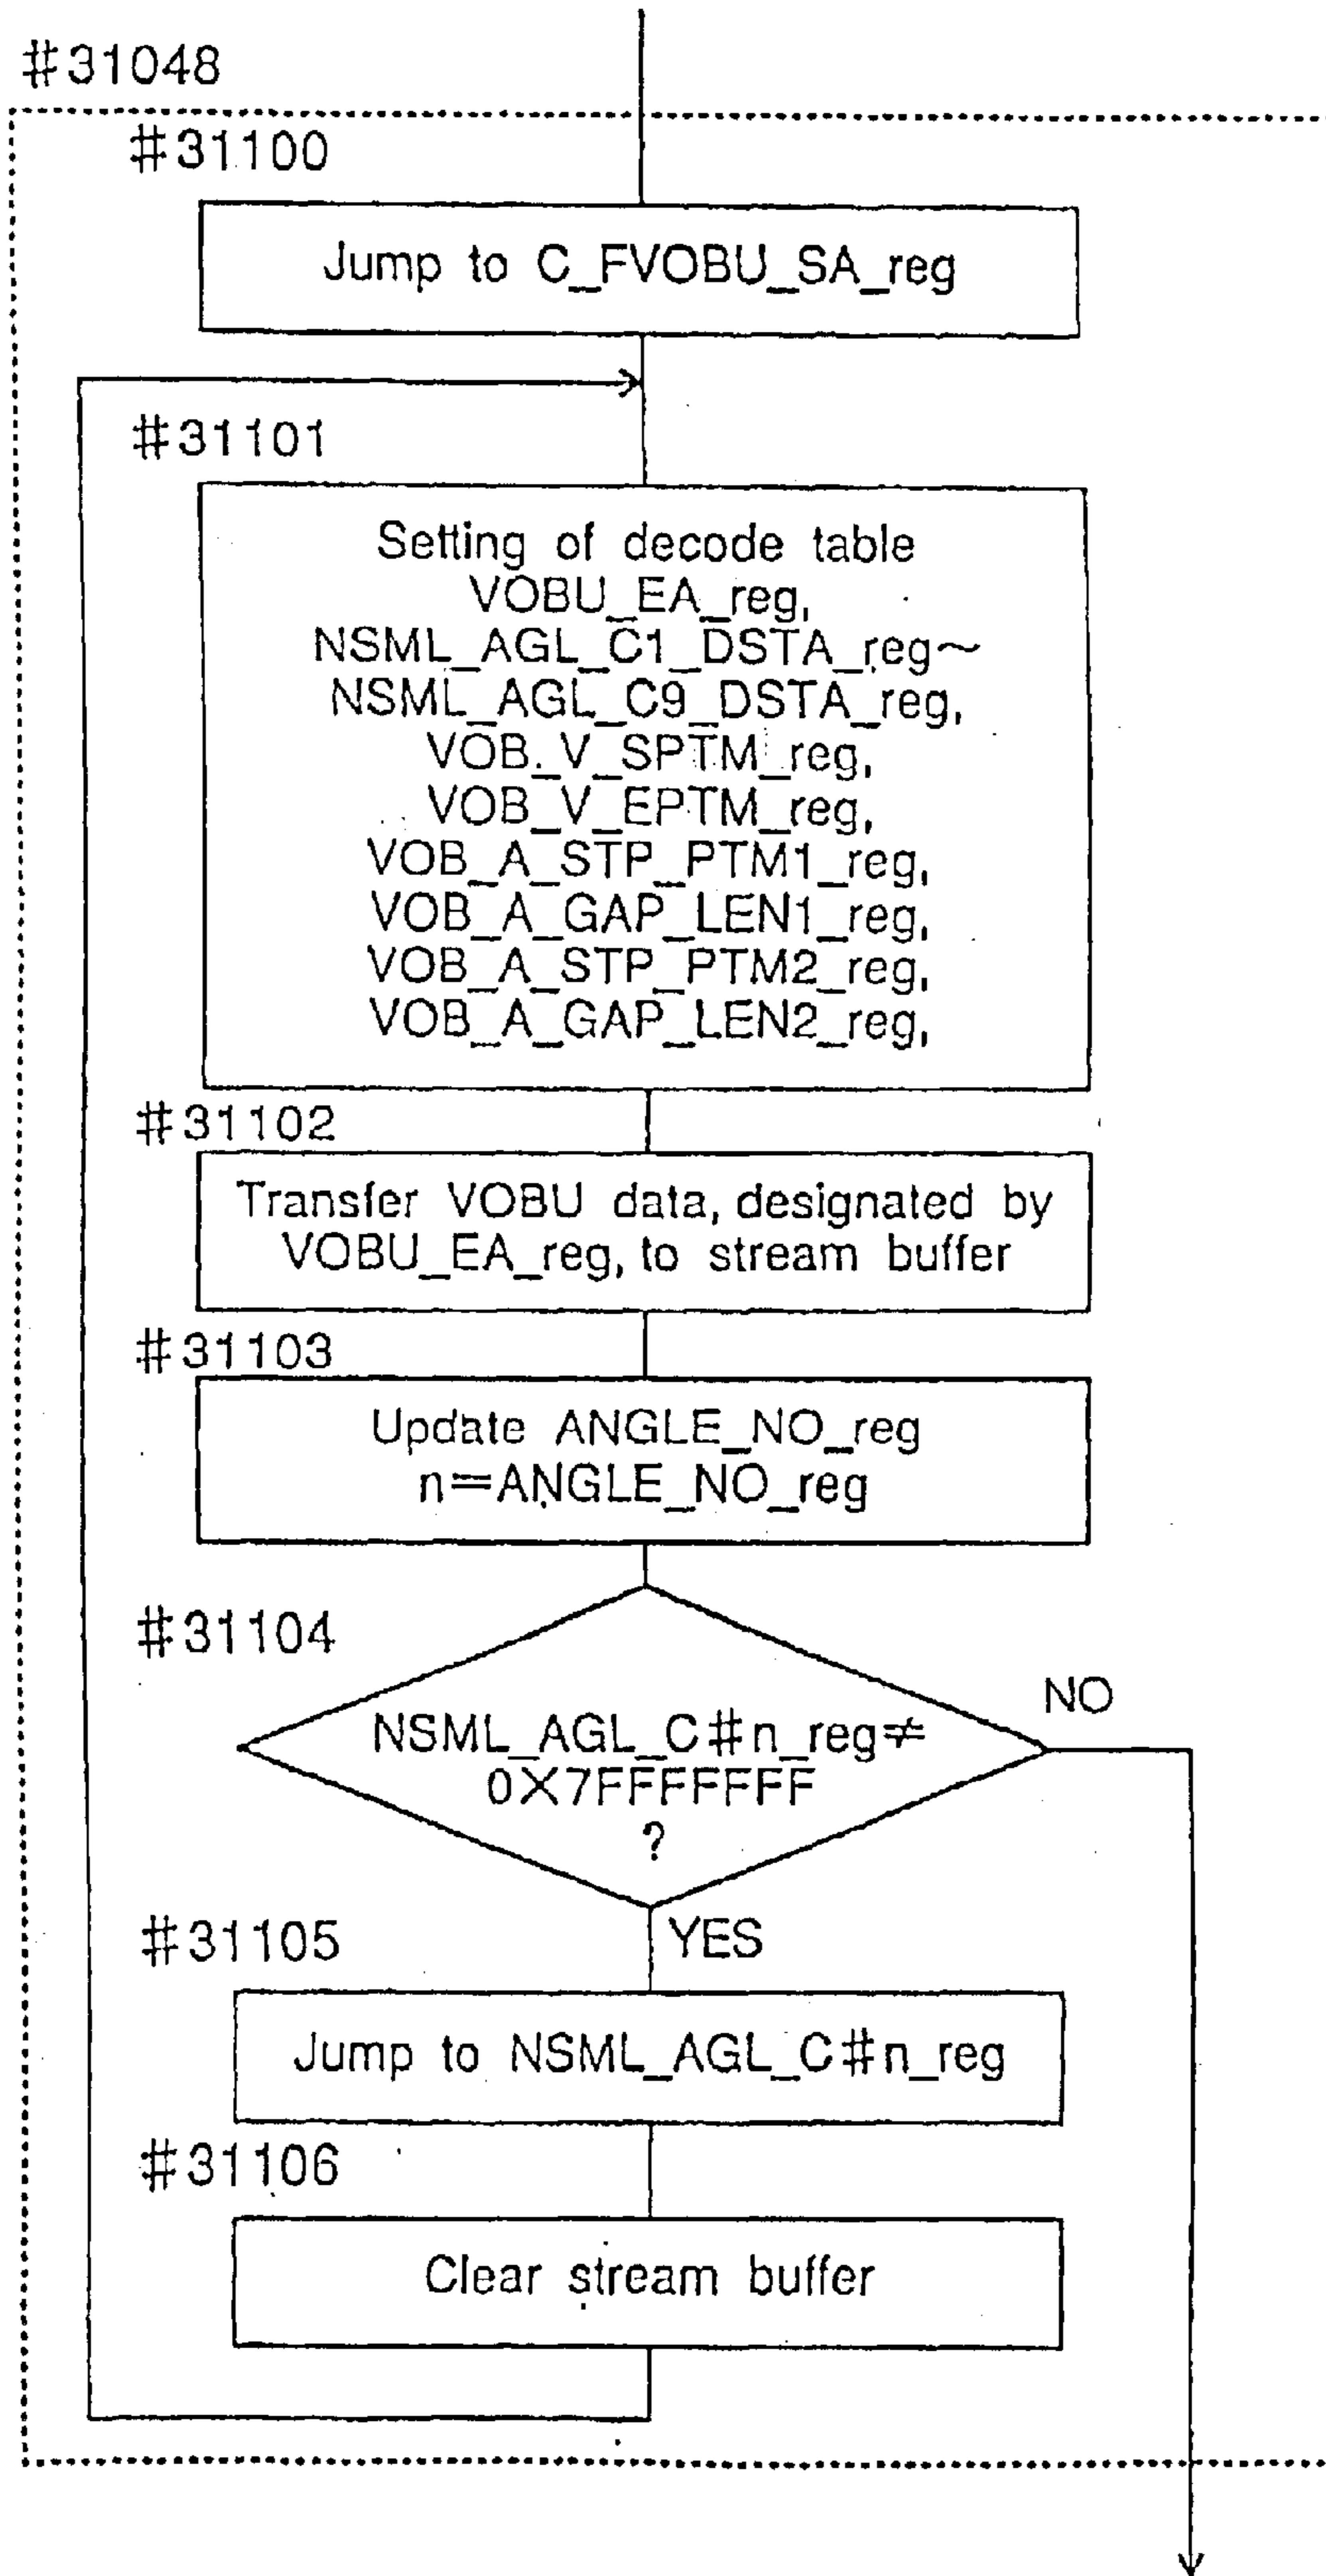 #31048
#31100
Jump to C_FVOBU_SA_reg
#31101
Setting of decode table
VOBU_EA_reg,
NSML_AGL_C1_DSTA_reg~
NSML_AGL_C9_DSTA_reg,
VOB_V_SPTM_reg,
VOB_V_EPTM_reg,
VOB_A_STP_PTM1_reg,
VOB_A_GAP_LEN1_reg,
VOB_A_STP_PTM2_reg,
VOB_A_GAP_LEN2_reg,
#31102
Transfer VOBU data, designated by
VOBU_EA_reg, to stream buffer
#31103
Update ANGLE_NO_reg
n=ANGLE_NO_reg
#31104
NO
NSML_AGL_C#n_reg≠
0X7FFFFFFF
?
YES
#31105
Jump to NSML_AGL_C#n_reg
#31106
Clear stream buffer